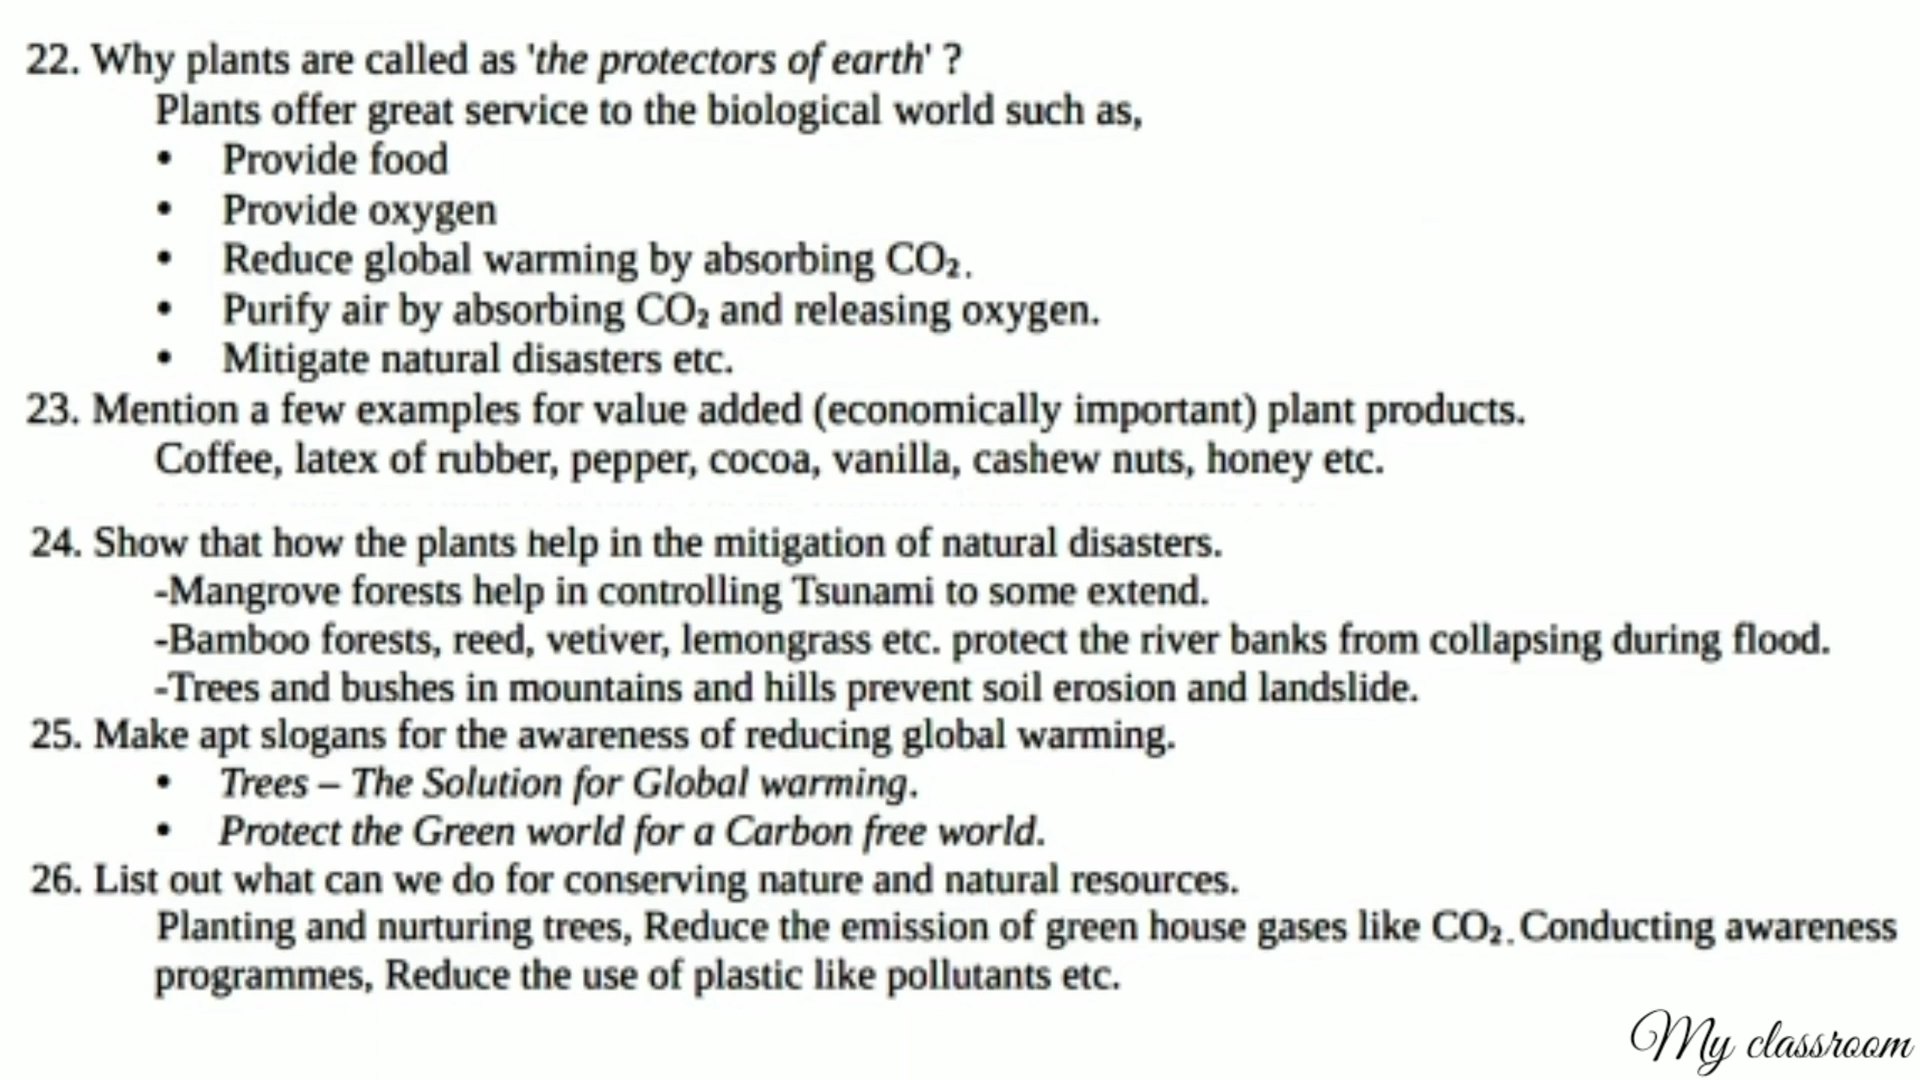 22. Why plants are called as 'the protectors of earth' ?
Plants offer great service to the biological world such as,
• Provide food
• Provide oxygen
• Reduce global warming by absorbing CO₂.
• Purify air by absorbing CO₂ and releasing oxygen.
• Mitigate natural disasters etc.
23. Mention a few examples for value added (economically important) plant products.
Coffee, latex of rubber, pepper, cocoa, vanilla, cashew nuts, honey etc.
24. Show that how the plants help in the mitigation of natural disasters.
-Mangrove forests help in controlling Tsunami to some extend.
-Bamboo forests, reed, vetiver, lemongrass etc. protect the river banks from collapsing during flood.
-Trees and bushes in mountains and hills prevent soil erosion and landslide.
25. Make apt slogans for the awareness of reducing global warming.
• Trees – The Solution for Global warming.
• Protect the Green world for a Carbon free world.
26. List out what can we do for conserving nature and natural resources.
Planting and nurturing trees, Reduce the emission of green house gases like CO₂. Conducting awareness
programmes, Reduce the use of plastic like pollutants etc.
My classroom